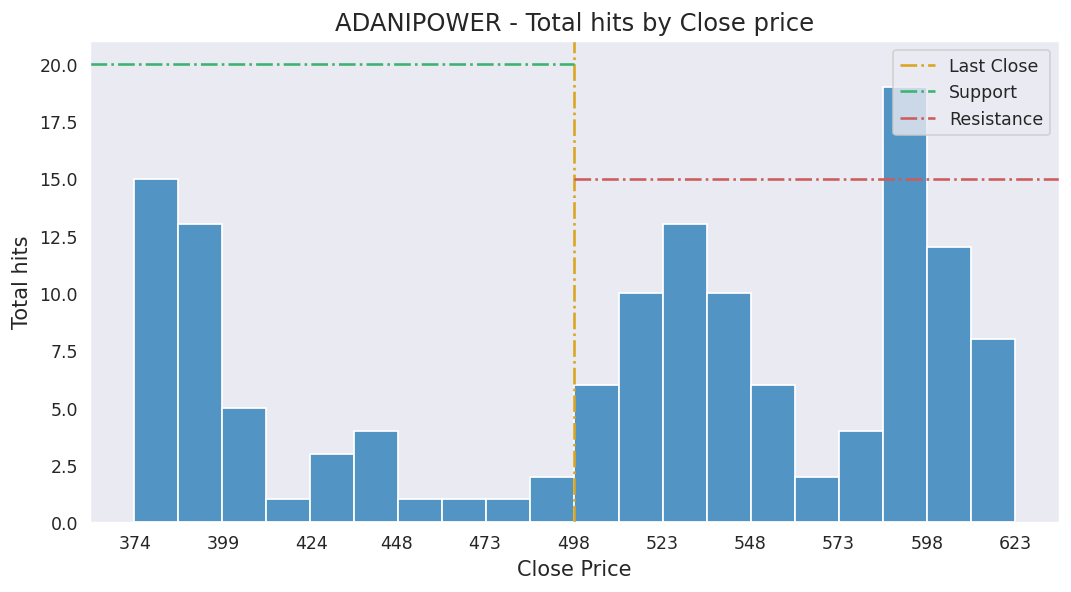 ADANIPOWER - Total hits by Close price
Last Close
Support
Resistance
Total hits
20.0
17.5
15.0
12.5
10.0
7.5
5.0
2.5
0.0
374 399 424 448 473 498 523 548 573 598 623
Close Price